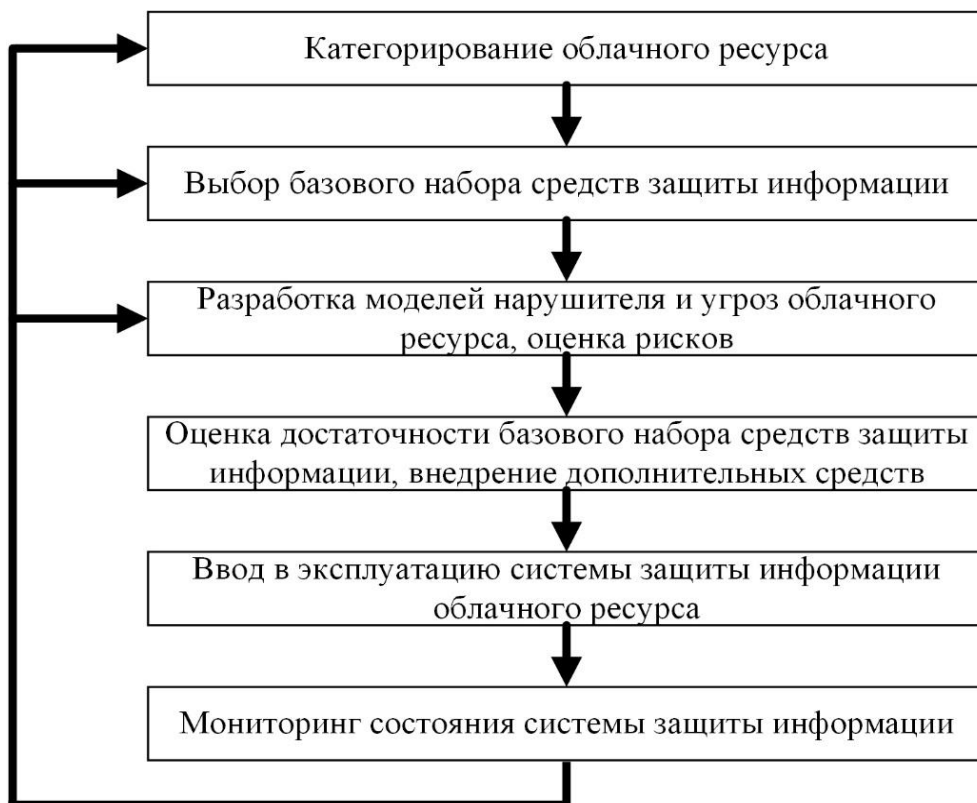 Категорирование облачного ресурса
Выбор базового набора средств защиты информации
Разработка моделей нарушителя и угроз облачного
ресурса, оценка рисков
Оценка достаточности базового набора средств защиты
информации, внедрение дополнительных средств
Ввод в эксплуатацию системы защиты информации
облачного ресурса
Мониторинг состояния системы защиты информации